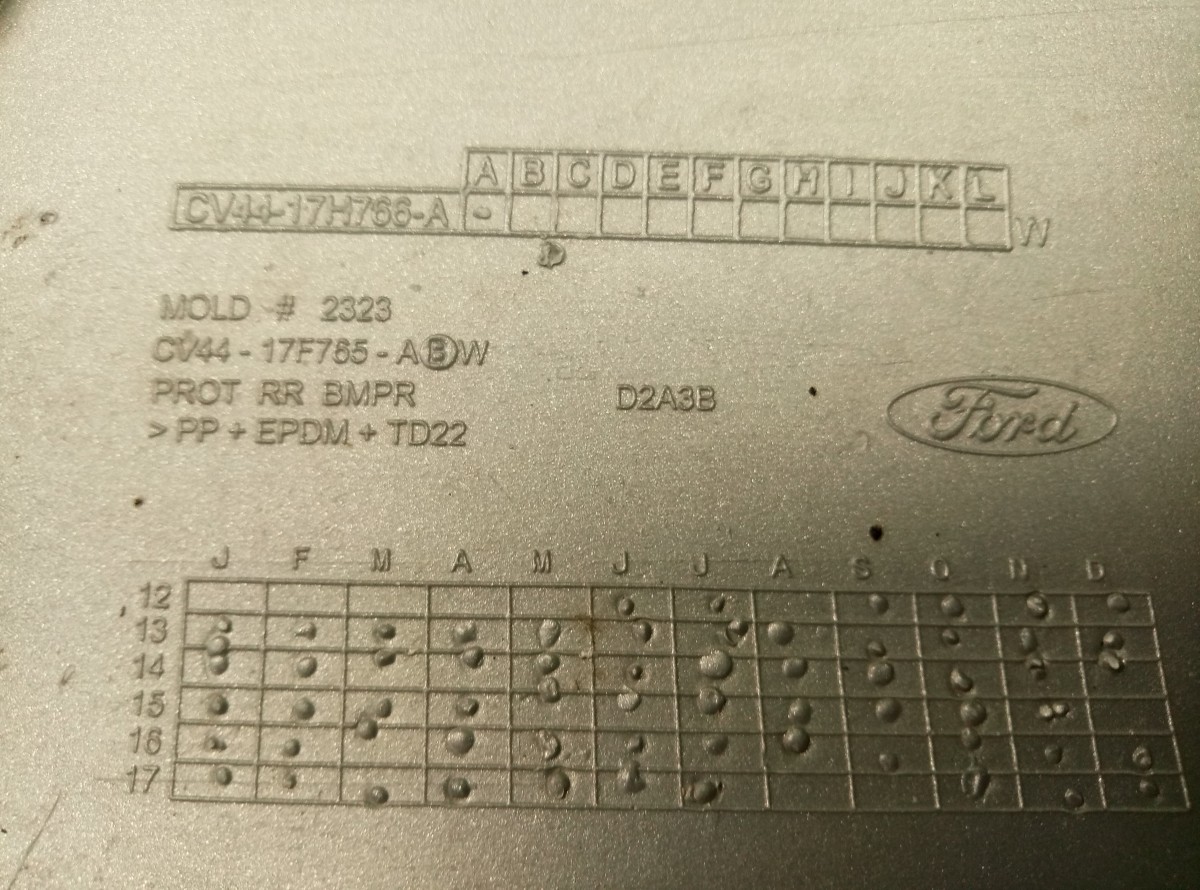 A B C D E F G H I J K L
CV44-17H766-A - W
MOLD # 2323
CV44 - 17F765 - A B W
PROT RR BMPR
D2A3B
> PP + EPDM + TD22
Ford
J F M A M J J A S O N D
12
13
14
15
16
17